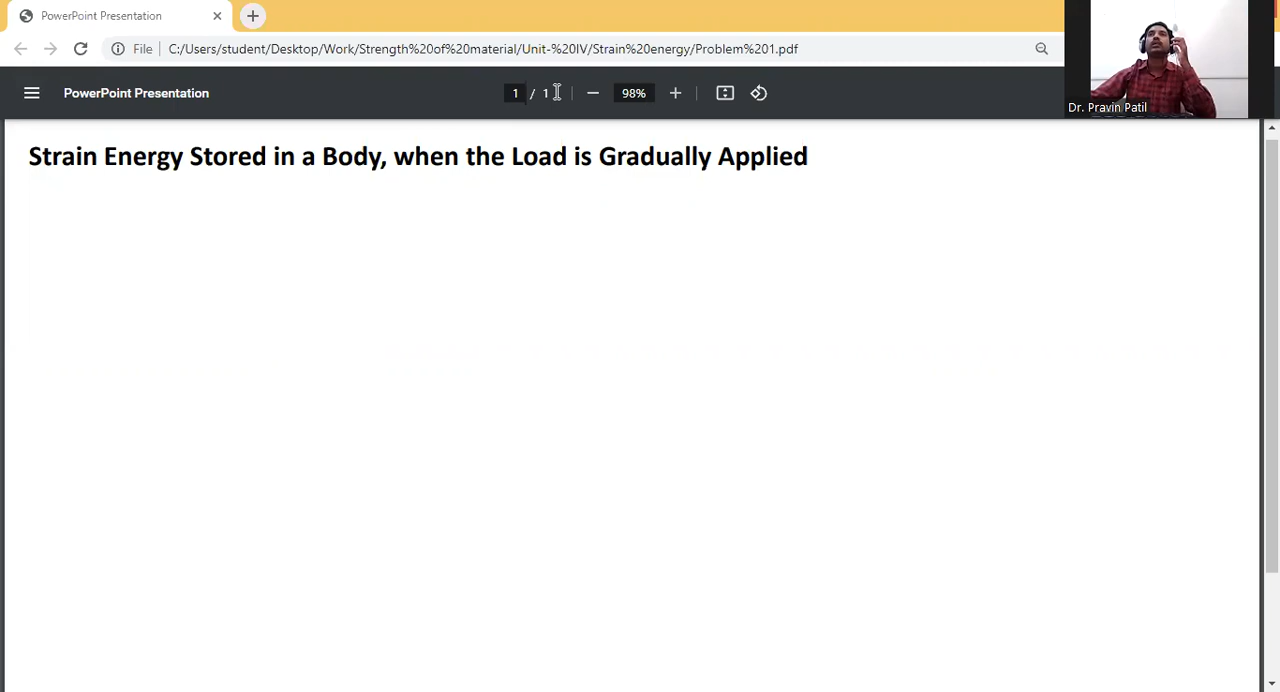 PowerPoint Presentation
File
C:/Users/student/Desktop/Work/Strength%20of%20material/Unit-%20IV/Strain%20energy/Problem%201.pdf
PowerPoint Presentation
1 / 1
98%
Dr. Pravin Patil
Strain Energy Stored in a Body, when the Load is Gradually Applied